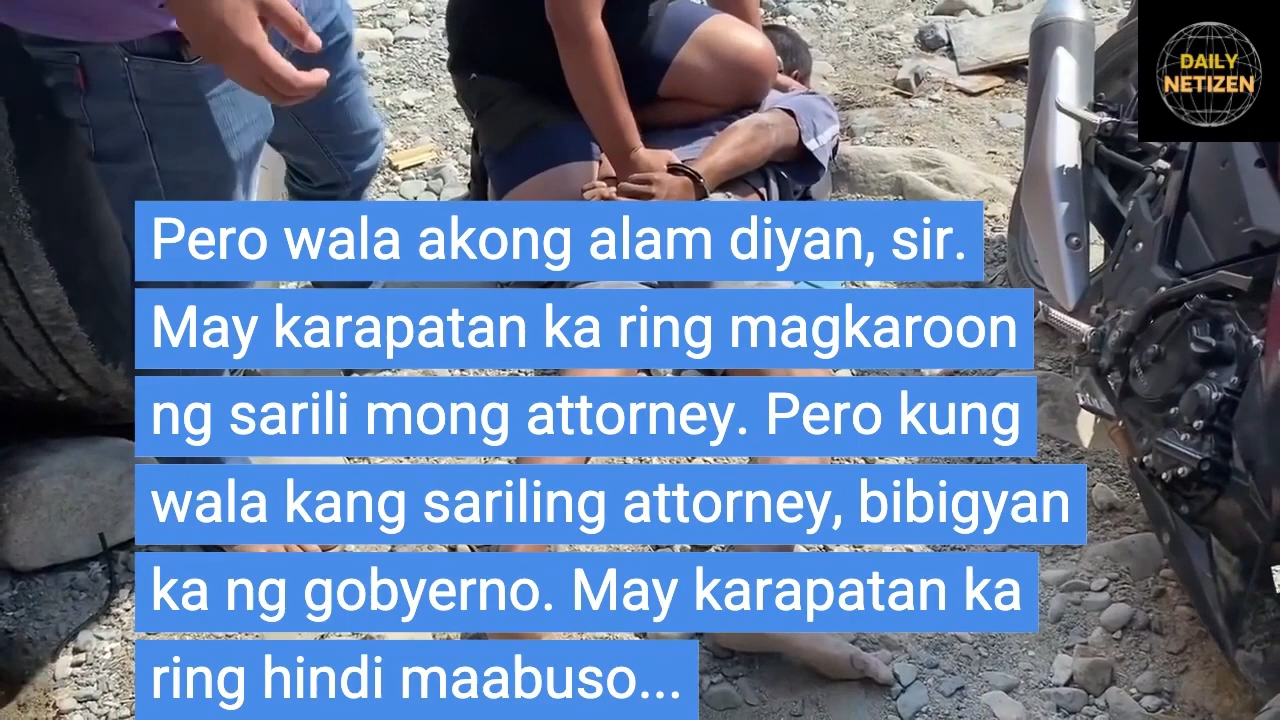 DAILY
NETIZEN
Pero wala akong alam diyan, sir.
May karapatan ka ring magkaroon
ng sarili mong attorney. Pero kung
wala kang sariling attorney, bibigyan
ka ng gobyerno. May karapatan ka
ring hindi maabuso...